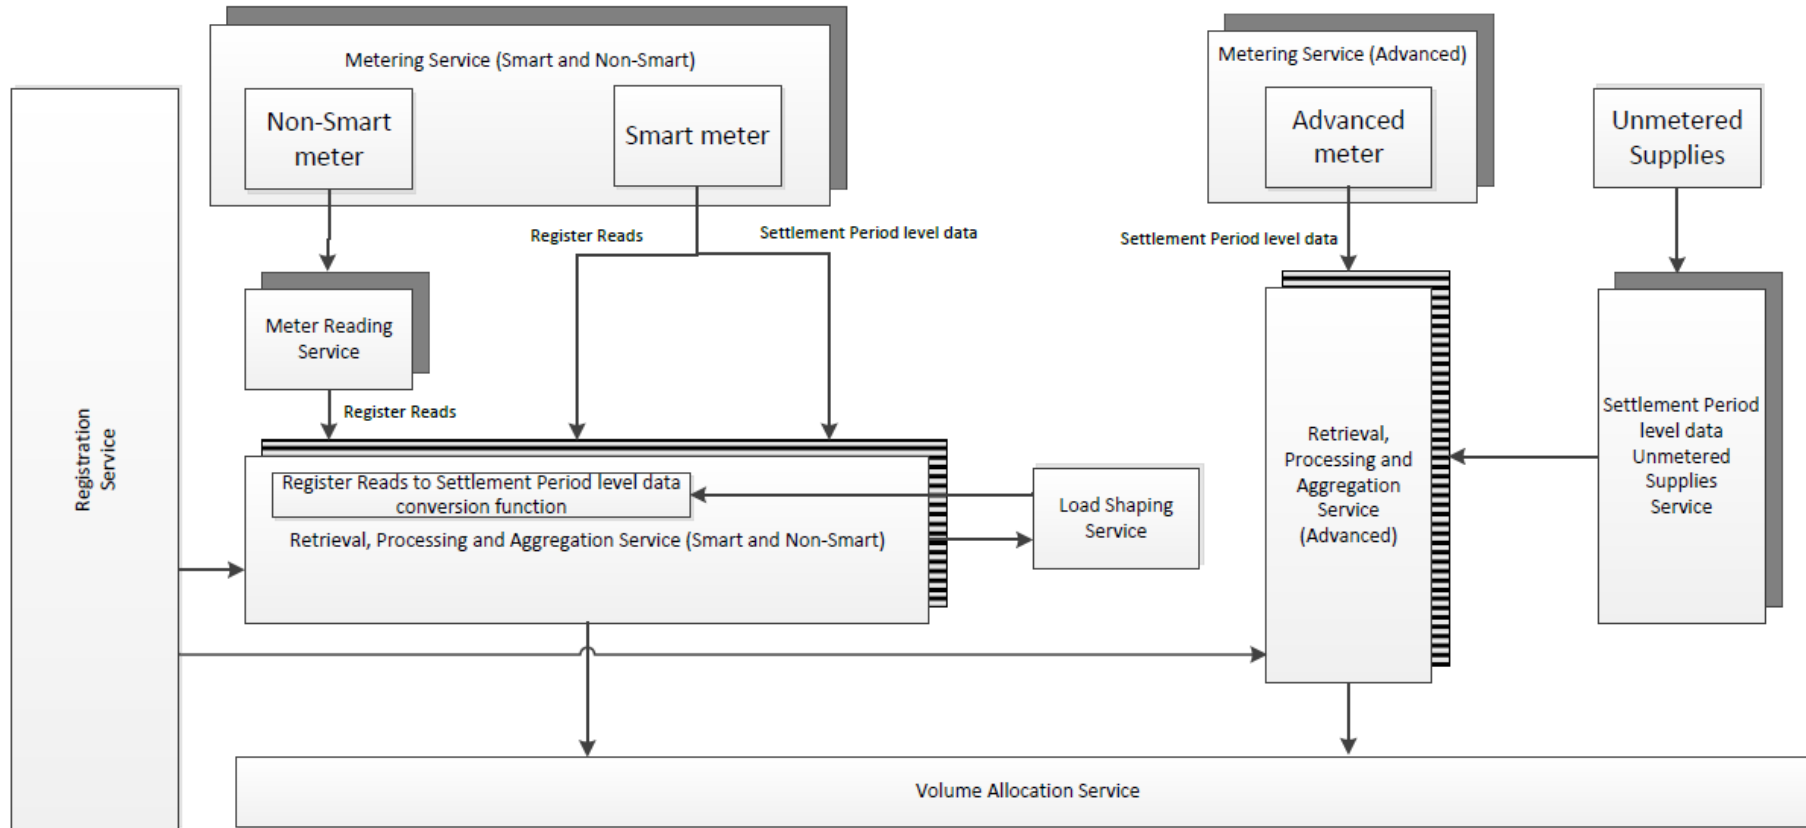 Metering Service (Smart and Non-Smart)
Metering Service (Advanced)
Non-Smart
meter
Smart meter
Advanced
meter
Unmetered
Supplies
Register Reads
Settlement Period level data
Settlement Period level data
Meter Reading
Service
Register Reads
Registration
Service
Register Reads to Settlement Period level data
conversion function
Retrieval, Processing and Aggregation Service (Smart and Non-Smart)
Load Shaping
Service
Retrieval,
Processing and
Aggregation
Service
(Advanced)
Settlement Period
level data
Unmetered
Supplies
Service
Volume Allocation Service